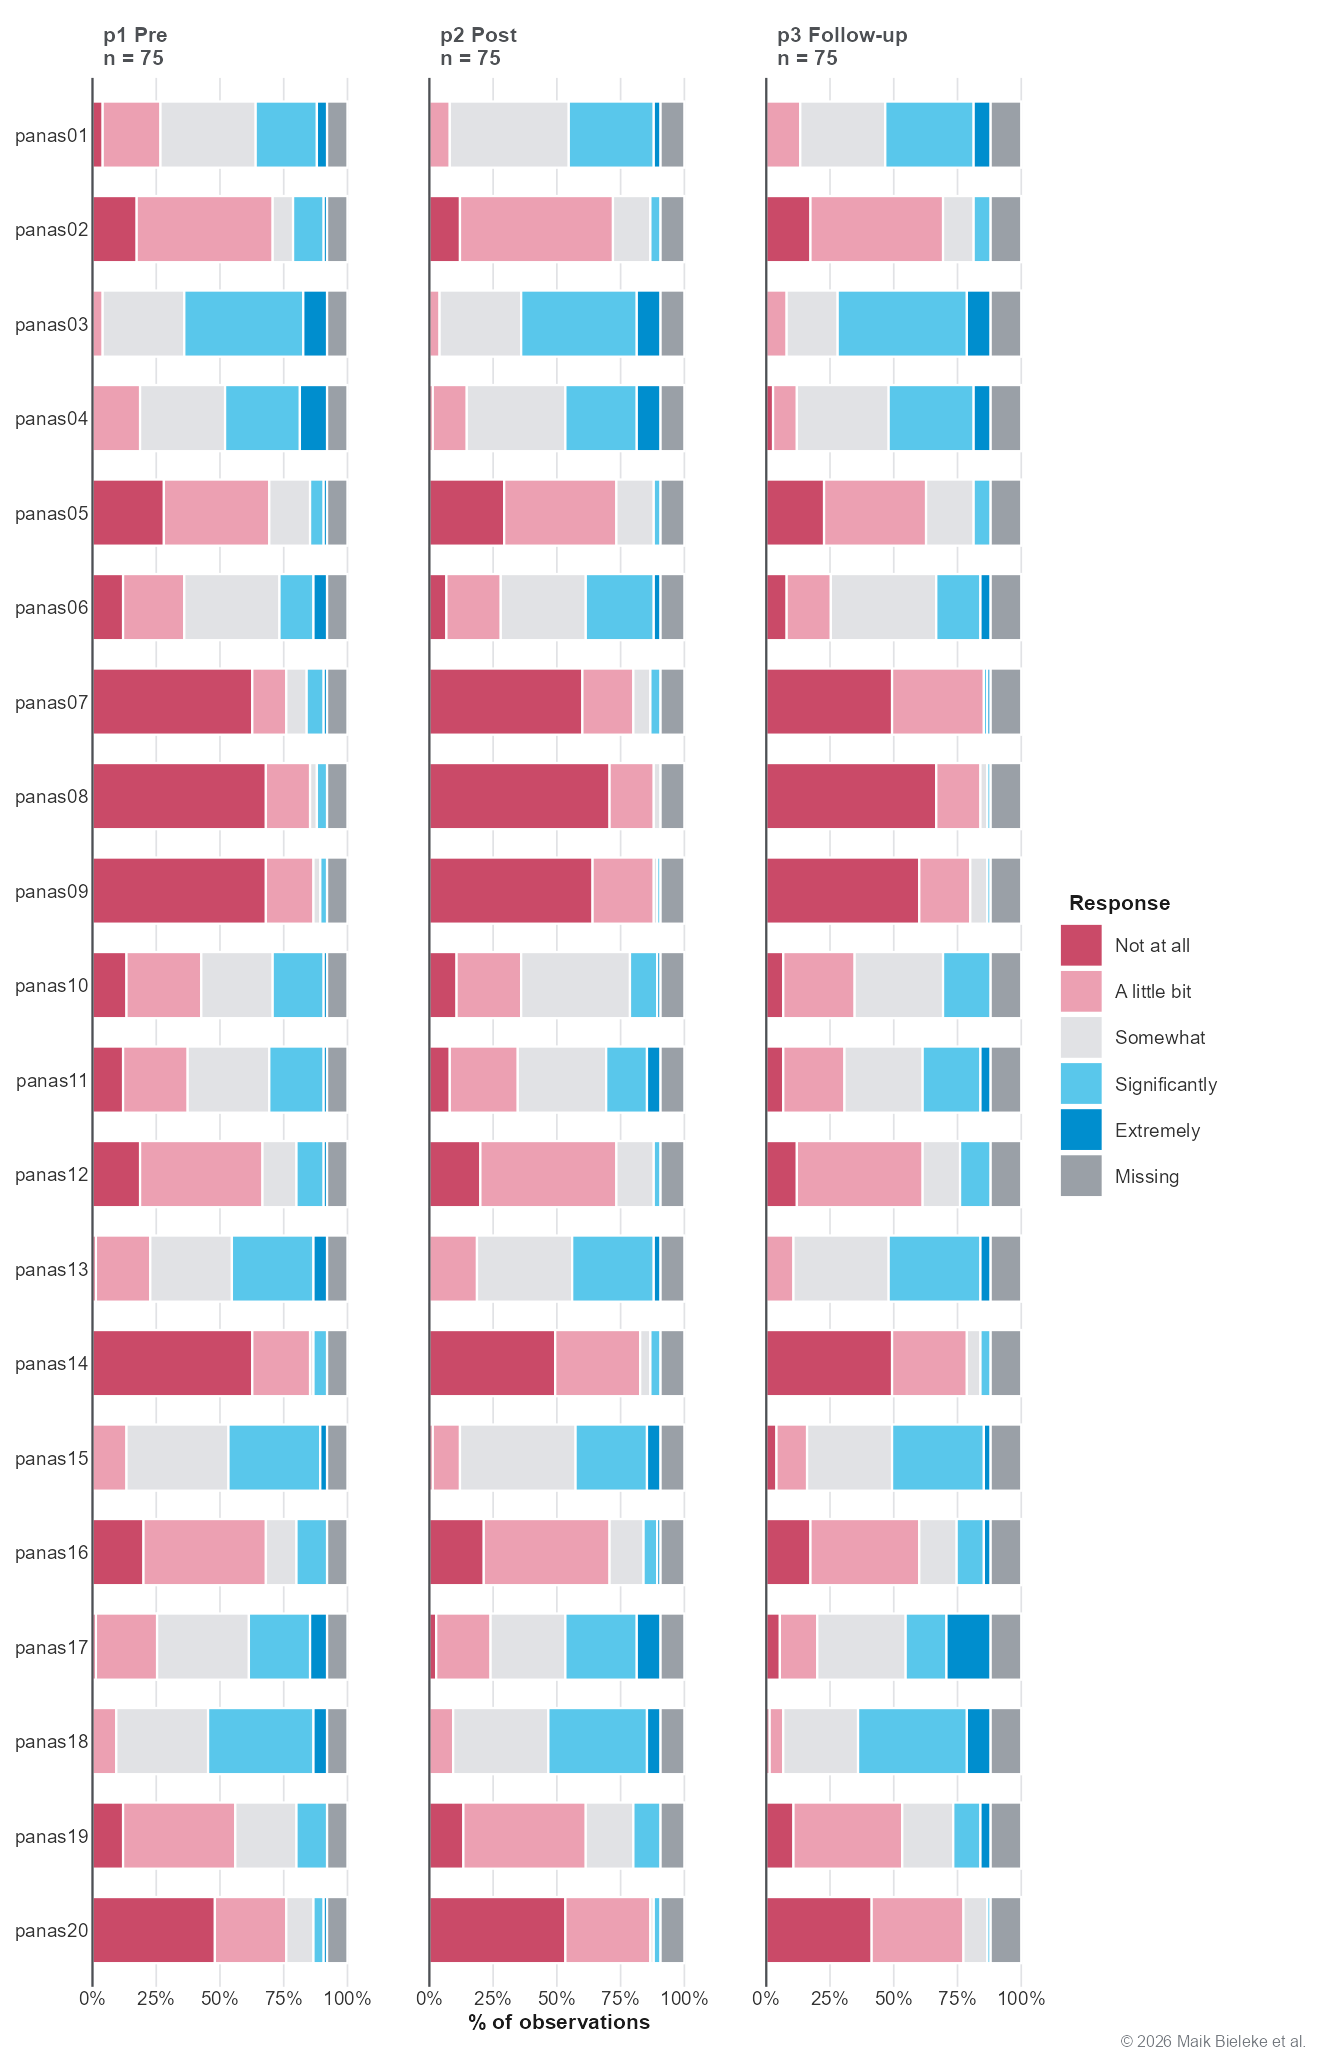 p1 Pre
n = 75
p2 Post
n = 75
p3 Follow-up
n = 75
panas01
panas02
panas03
panas04
panas05
panas06
panas07
panas08
panas09
panas10
panas11
panas12
panas13
panas14
panas15
panas16
panas17
panas18
panas19
panas20
0% 25% 50% 75% 100%
0% 25% 50% 75% 100%
0% 25% 50% 75% 100%
% of observations
Response
Not at all
A little bit
Somewhat
Significantly
Extremely
Missing
© 2026 Maik Bieleke et al.